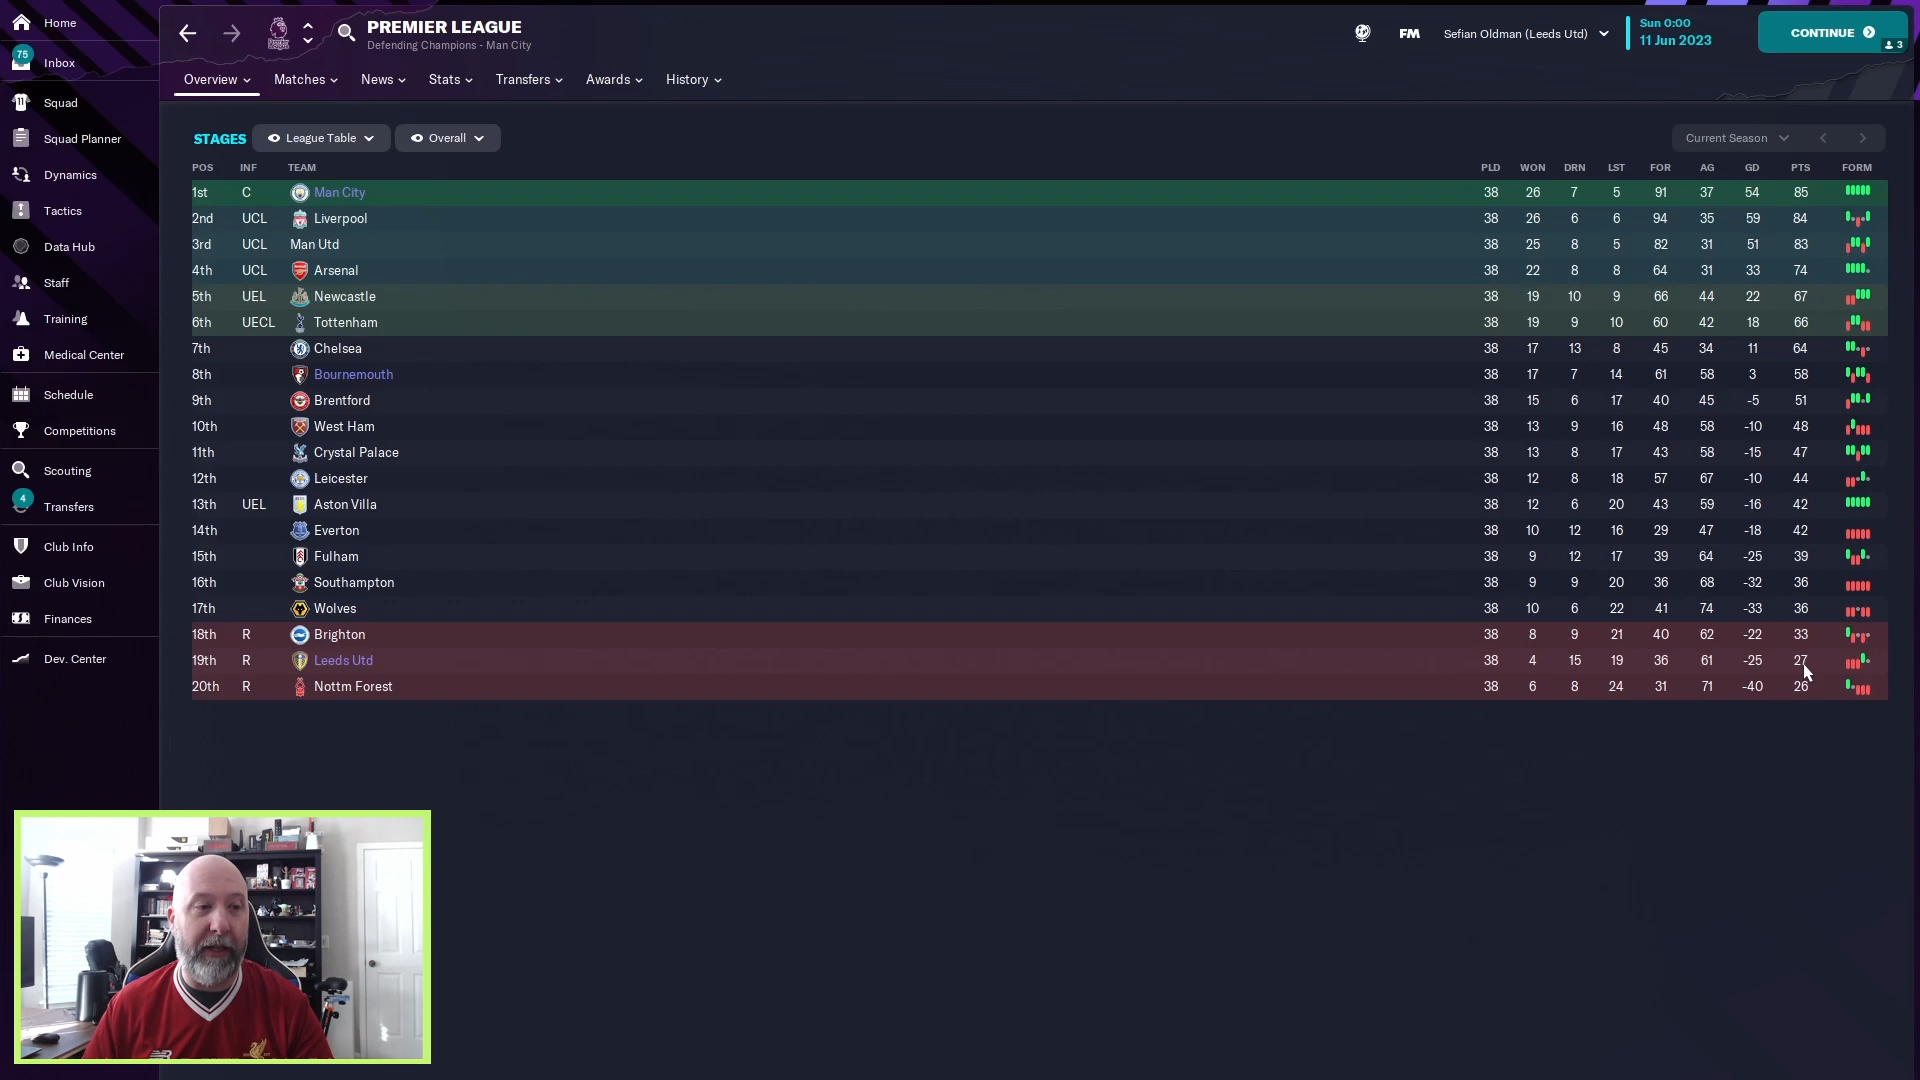 Home
PREMIER LEAGUE
Defending Champions - Man City
FM
Sefian Oldman (Leeds Utd)
Sun 0:00
11 Jun 2023
CONTINUE
3
75
Inbox
Overview Matches News Stats Transfers Awards History
Squad
Squad Planner
Dynamics
Tactics
Data Hub
Staff
Training
Medical Center
Schedule
Competitions
Scouting
4
Transfers
Club Info
Club Vision
Finances
Dev. Center
STAGES League Table Overall Current Season
POS INF TEAM PLD WON DRN LST FOR AG GD PTS FORM
1st C Man City 38 26 7 5 91 37 54 85
2nd UCL Liverpool 38 26 6 6 94 35 59 84
3rd UCL Man Utd 38 25 8 5 82 31 51 83
4th UCL Arsenal 38 22 8 8 64 31 33 74
5th UEL Newcastle 38 19 10 9 66 44 22 67
6th UECL Tottenham 38 19 9 10 60 42 18 66
7th Chelsea 38 17 13 8 45 34 11 64
8th Bournemouth 38 17 7 14 61 58 3 58
9th Brentford 38 15 6 17 40 45 -5 51
10th West Ham 38 13 9 16 48 58 -10 48
11th Crystal Palace 38 13 8 17 43 58 -15 47
12th Leicester 38 12 8 18 57 67 -10 44
13th UEL Aston Villa 38 12 6 20 43 59 -16 42
14th Everton 38 10 12 16 29 47 -18 42
15th Fulham 38 9 12 17 39 64 -25 39
16th Southampton 38 9 9 20 36 68 -32 36
17th Wolves 38 10 6 22 41 74 -33 36
18th R Brighton 38 8 9 21 40 62 -22 33
19th R Leeds Utd 38 4 15 19 36 61 -25 27
20th R Nottm Forest 38 6 8 24 31 71 -40 26